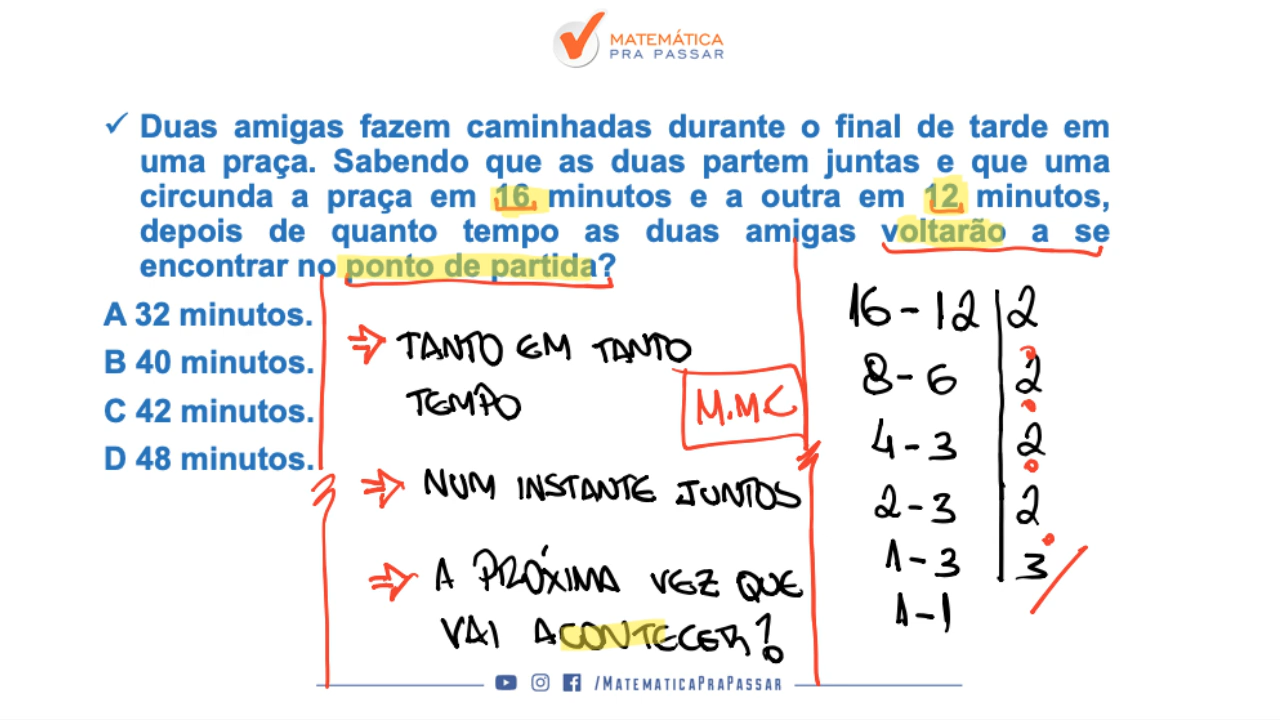 MATEMÁTICA
PRA PASSAR
✓ Duas amigas fazem caminhadas durante o final de tarde em
uma praça. Sabendo que as duas partem juntas e que uma
circunda a praça em 16 minutos e a outra em 12 minutos,
depois de quanto tempo as duas amigas voltarão a se
encontrar no ponto de partida?
A 32 minutos.
B 40 minutos.
C 42 minutos.
D 48 minutos.
⇒ TANTO EM TANTO
TEMPO
M.M.C
⇒ NUM INSTANTE JUNTOS
⇒ A PRÓXIMA VEZ QUE
VAI ACONTECER?
16 - 12 | 2
8 - 6 | 2
4 - 3 | 2
2 - 3 | 2
1 - 3 | 3
1 - 1
/MATEMATICAPRAPASSAR